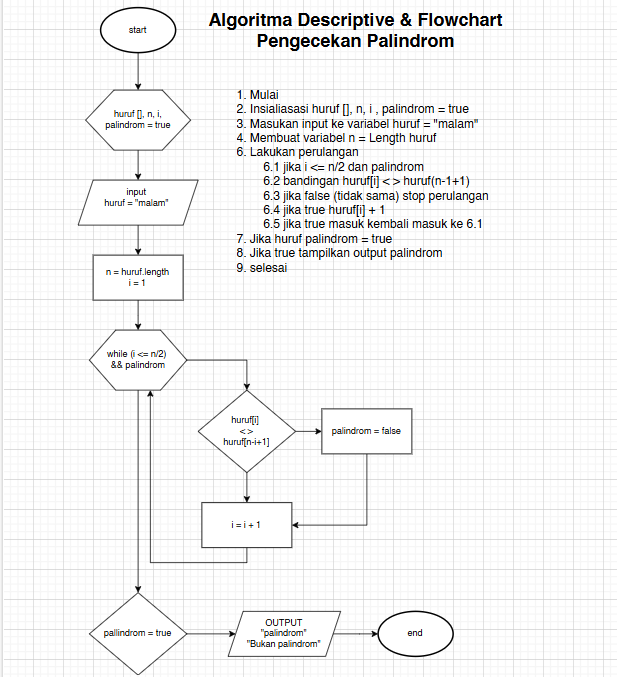 Algoritma Descriptive & Flowchart
Pengecekan Palindrom
1. Mulai
2. Insialiasasi huruf [], n, i , palindrom = true
3. Masukan input ke variabel huruf = "malam"
4. Membuat variabel n = Length huruf
6. Lakukan perulangan
6.1 jika i <= n/2 dan palindrom
6.2 bandingan huruf[i] < > huruf(n-1+1)
6.3 jika false (tidak sama) stop perulangan
6.4 jika true huruf[i] + 1
6.5 jika true masuk kembali masuk ke 6.1
7. Jika huruf palindrom = true
8. Jika true tampilkan output palindrom
9. selesai
start
huruf [], n, i,
palindrom = true
input
huruf = "malam"
n = huruf.length
i = 1
while (i <= n/2)
&& palindrom
huruf[i]
< >
huruf[n-i+1]
palindrom = false
i = i + 1
pallindrom = true
OUTPUT
"palindrom"
"Bukan palindrom"
end